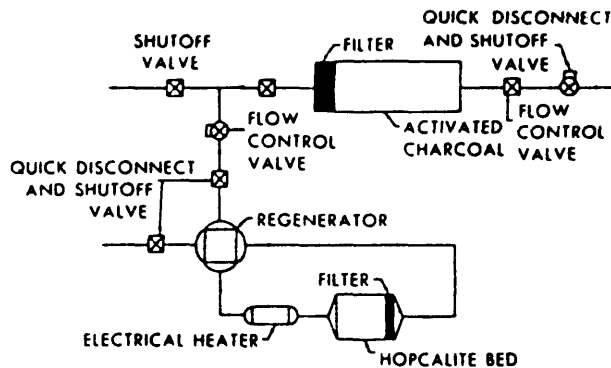 QUICK DISCONNECT
AND SHUTOFF
VALVE
SHUTOFF
VALVE
FILTER
FLOW
CONTROL
VALVE
ACTIVATED
CHARCOAL
FLOW
CONTROL
VALVE
QUICK DISCONNECT
AND SHUTOFF
VALVE
REGENERATOR
FILTER
ELECTRICAL HEATER
HOPCALITE BED